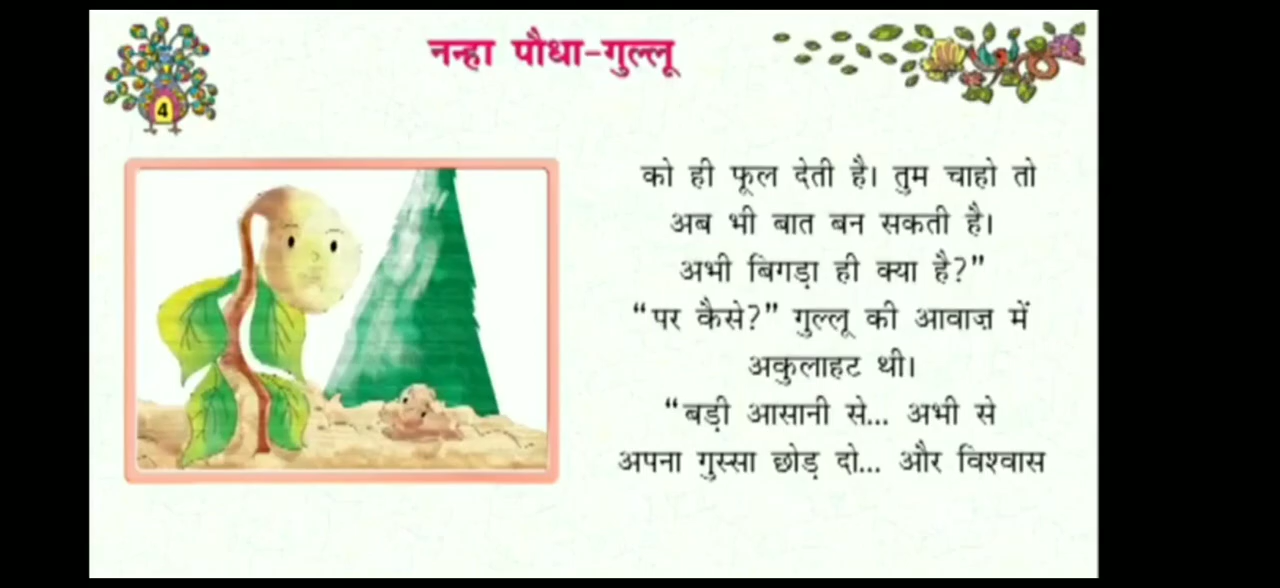 4
नन्हा पौधा-गुल्लू
को ही फूल देती है। तुम चाहो तो
अब भी बात बन सकती है।
अभी बिगड़ा ही क्या है?”
“पर कैसे?” गुल्लू की आवाज़ में
अकुलाहट थी।
“बड़ी आसानी से... अभी से
अपना गुस्सा छोड़ दो... और विश्वास